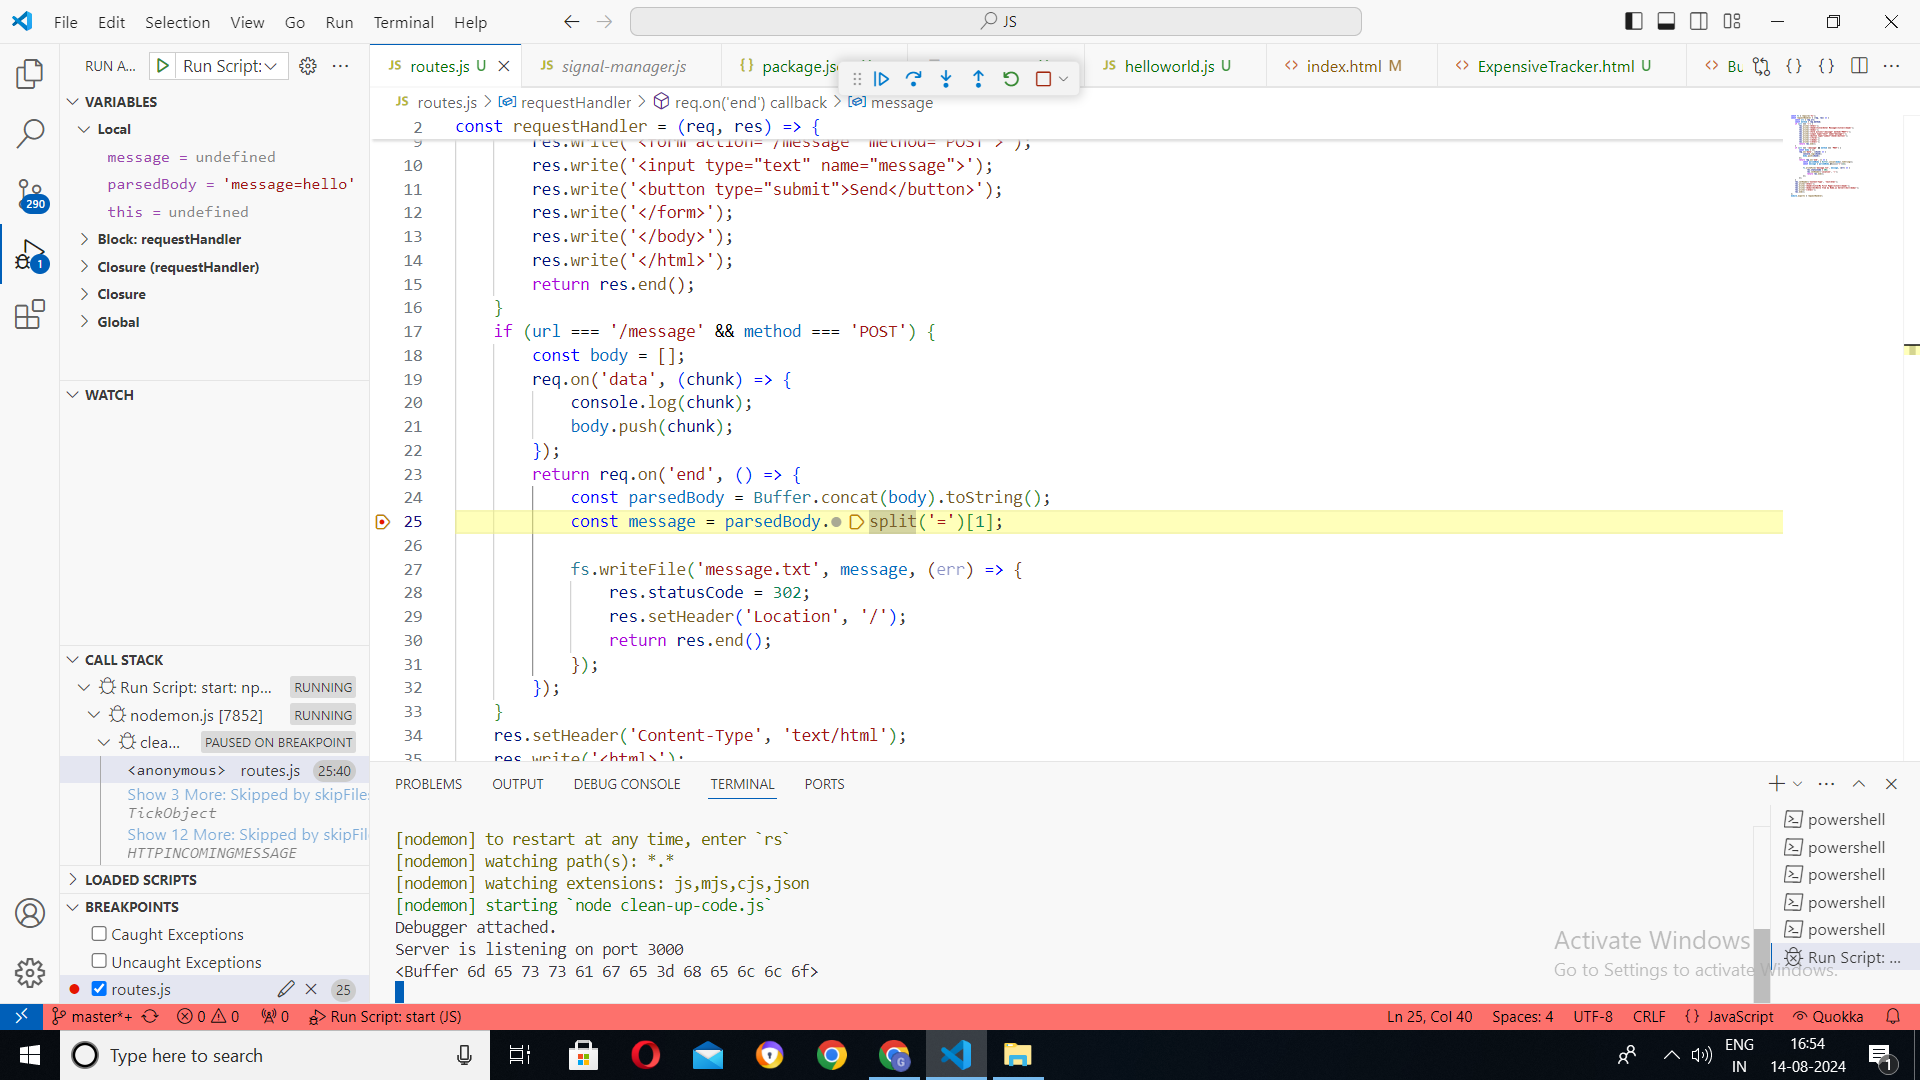 File Edit Selection View Go Run Terminal Help
JS
RUN A... Run Script:
JS routes.js U
JS signal-manager.js
{} package.js
JS helloworld.js U
<> index.html M
<> ExpensiveTracker.html U
<> Bu
JS routes.js > requestHandler > req.on('end') callback > message
VARIABLES
Local
message = undefined
parsedBody = 'message=hello'
this = undefined
Block: requestHandler
Closure (requestHandler)
Closure
Global
WATCH
CALL STACK
Run Script: start: np... RUNNING
nodemon.js [7852] RUNNING
clea... PAUSED ON BREAKPOINT
<anonymous> routes.js 25:40
Show 3 More: Skipped by skipFiles
TickObject
Show 12 More: Skipped by skipFil
HTTPINCOMINGMESSAGE
LOADED SCRIPTS
BREAKPOINTS
Caught Exceptions
Uncaught Exceptions
routes.js 25
290
1
2 const requestHandler = (req, res) => {
9 res.write('<form action="/message" method="POST">');
10 res.write('<input type="text" name="message">');
11 res.write('<button type="submit">Send</button>');
12 res.write('</form>');
13 res.write('</body>');
14 res.write('</html>');
15 return res.end();
16 }
17 if (url === '/message' && method === 'POST') {
18 const body = [];
19 req.on('data', (chunk) => {
20 console.log(chunk);
21 body.push(chunk);
22 });
23 return req.on('end', () => {
24 const parsedBody = Buffer.concat(body).toString();
25 const message = parsedBody.split('=')[1];
26
27 fs.writeFile('message.txt', message, (err) => {
28 res.statusCode = 302;
29 res.setHeader('Location', '/');
30 return res.end();
31 });
32 });
33 }
34 res.setHeader('Content-Type', 'text/html');
35 res.write('<html>');
PROBLEMS OUTPUT DEBUG CONSOLE TERMINAL PORTS
[nodemon] to restart at any time, enter `rs`
[nodemon] watching path(s): *.*
[nodemon] watching extensions: js,mjs,cjs,json
[nodemon] starting `node clean-up-code.js`
Debugger attached.
Server is listening on port 3000
<Buffer 6d 65 73 73 61 67 65 3d 68 65 6c 6c 6f>
powershell
powershell
powershell
powershell
powershell
Run Script: ...
Activate Windows
Go to Settings to activate Windows.
master*+ 0 0 0 Run Script: start (JS)
Ln 25, Col 40 Spaces: 4 UTF-8 CRLF {} JavaScript Quokka
Type here to search
G
ENG
IN
16:54
14-08-2024
1